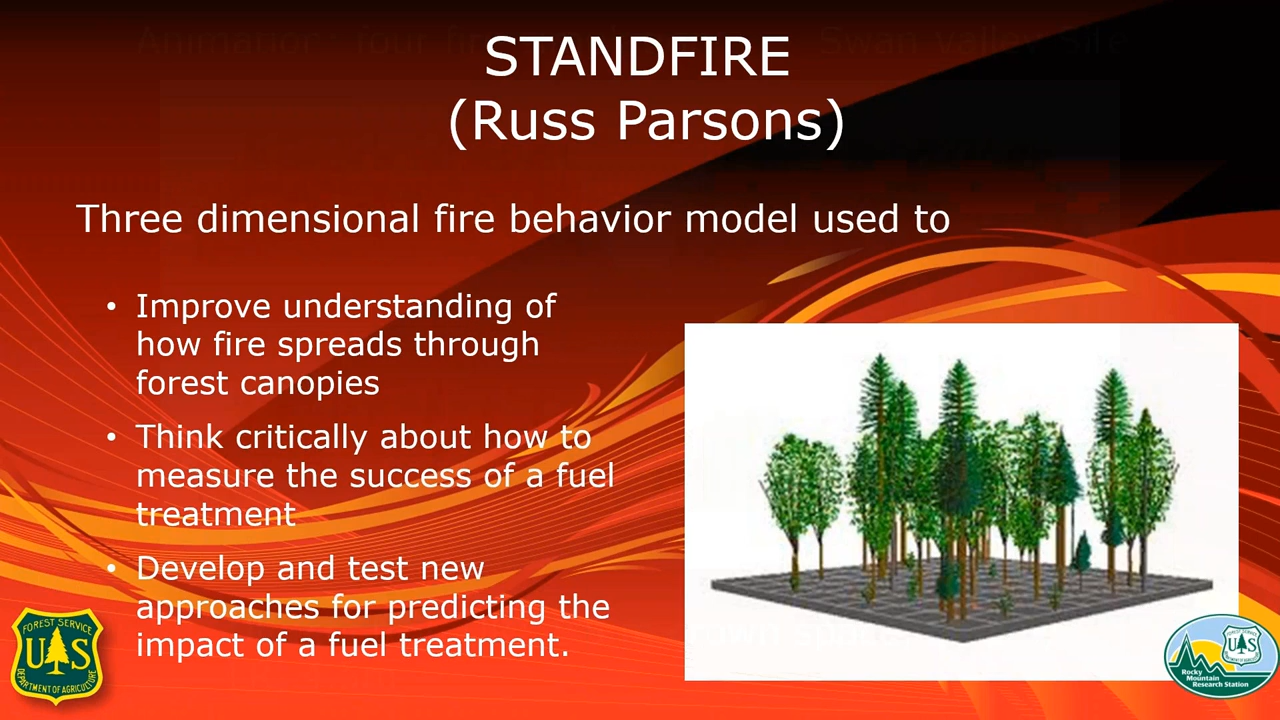 STANDFIRE
(Russ Parsons)
Three dimensional fire behavior model used to
• Improve understanding of
how fire spreads through
forest canopies
• Think critically about how to
measure the success of a fuel
treatment
• Develop and test new
approaches for predicting the
impact of a fuel treatment.
FOREST SERVICE
U S
DEPARTMENT OF AGRICULTURE
U S
Rocky
Mountain
Research Station